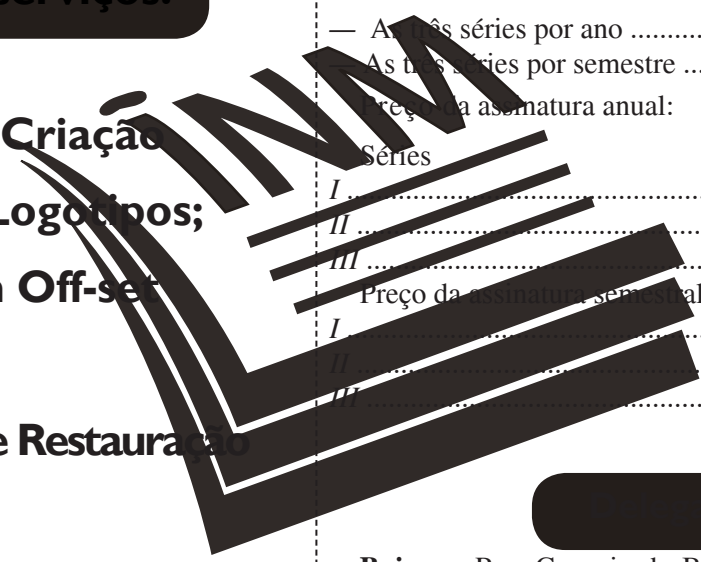 serviços:
Criação
Logotipos;
Off-set
e Restauração
INM
— As três séries por ano
— As três séries por semestre
Preço da assinatura anual:
Séries
I
II
III
Preço da assinatura semestral
I
II
III